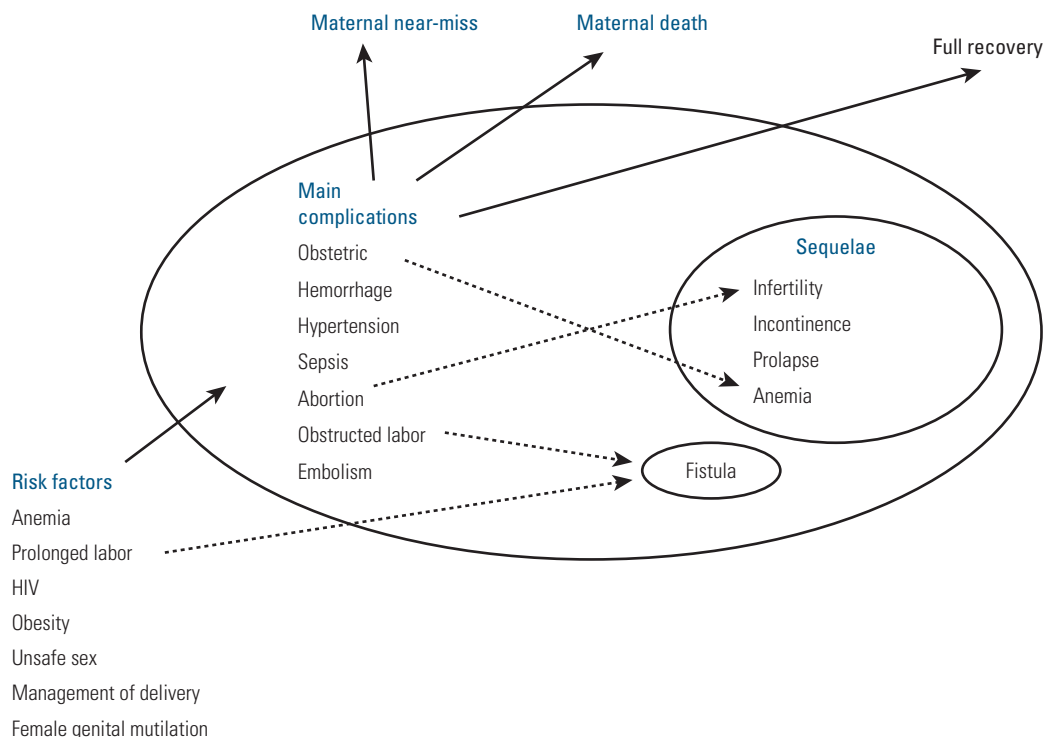 Maternal near-miss
Maternal death
Full recovery
Main
complications
Obstetric
Hemorrhage
Hypertension
Sepsis
Abortion
Obstructed labor
Embolism
Sequelae
Infertility
Incontinence
Prolapse
Anemia
Fistula
Risk factors
Anemia
Prolonged labor
HIV
Obesity
Unsafe sex
Management of delivery
Female genital mutilation